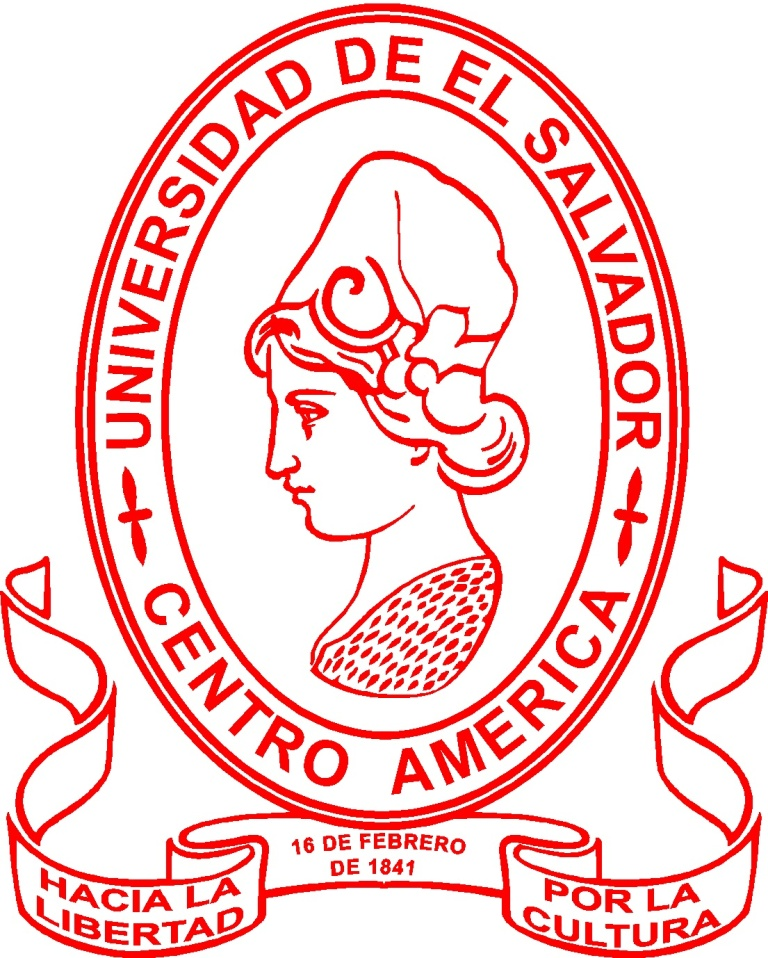 UNIVERSIDAD DE EL SALVADOR
CENTRO AMERICA
16 DE FEBRERO
DE 1841
HACIA LA
LIBERTAD
POR LA
CULTURA